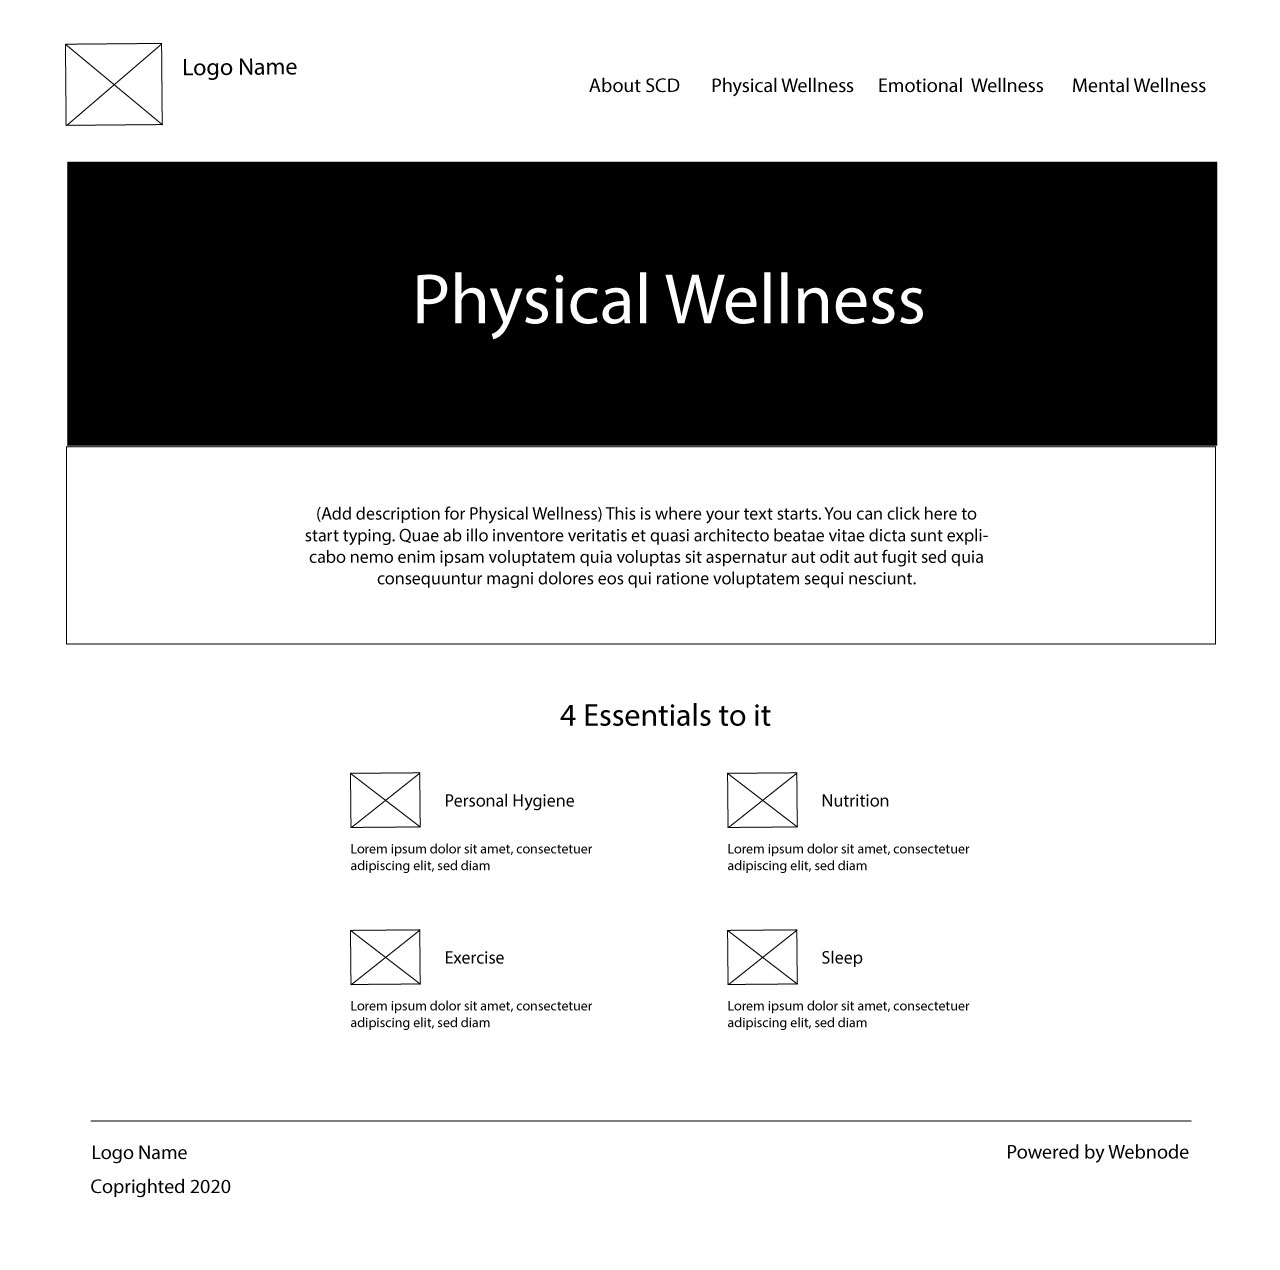 Logo Name
About SCD Physical Wellness Emotional Wellness Mental Wellness
Physical Wellness
(Add description for Physical Wellness) This is where your text starts. You can click here to
start typing. Quae ab illo inventore veritatis et quasi architecto beatae vitae dicta sunt expli-
cabo nemo enim ipsam voluptatem quia voluptas sit aspernatur aut odit aut fugit sed quia
consequuntur magni dolores eos qui ratione voluptatem sequi nesciunt.
4 Essentials to it
Personal Hygiene
Lorem ipsum dolor sit amet, consectetuer
adipiscing elit, sed diam
Nutrition
Lorem ipsum dolor sit amet, consectetuer
adipiscing elit, sed diam
Exercise
Lorem ipsum dolor sit amet, consectetuer
adipiscing elit, sed diam
Sleep
Lorem ipsum dolor sit amet, consectetuer
adipiscing elit, sed diam
Logo Name
Coprighted 2020
Powered by Webnode